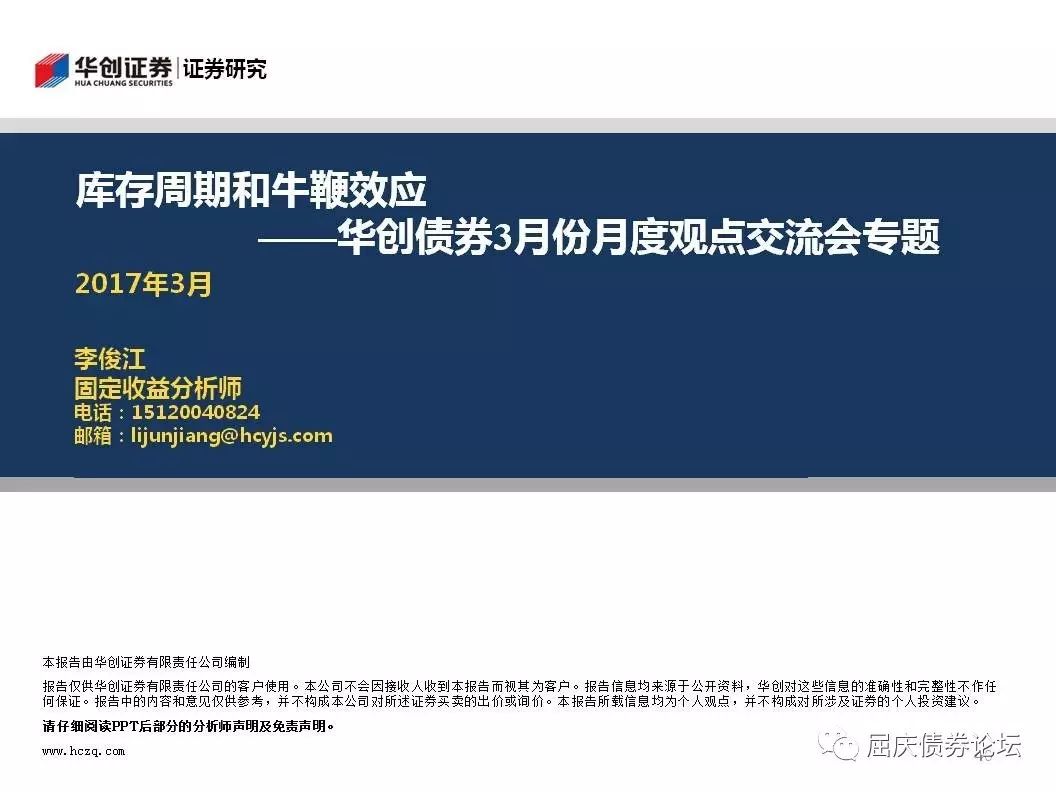 华创证券 证券研究
HUA CHUANG SECURITIES
库存周期和牛鞭效应
——华创债券3月份月度观点交流会专题
2017年3月
李俊江
固定收益分析师
电话：15120040824
邮箱：lijunjiang@hcyjs.com
本报告由华创证券有限责任公司编制
报告仅供华创证券有限责任公司的客户使用。本公司不会因接收人收到本报告而视其为客户。报告信息均来源于公开资料，华创对这些信息的准确性和完整性不作任
何保证。报告中的内容和意见仅供参考，并不构成本公司对所述证券买卖的出价或询价。本报告所载信息均为个人观点，并不构成对所涉及证券的个人投资建议。
请仔细阅读PPT后部分的分析师声明及免责声明。
www.hczq.com
屈庆债券论坛